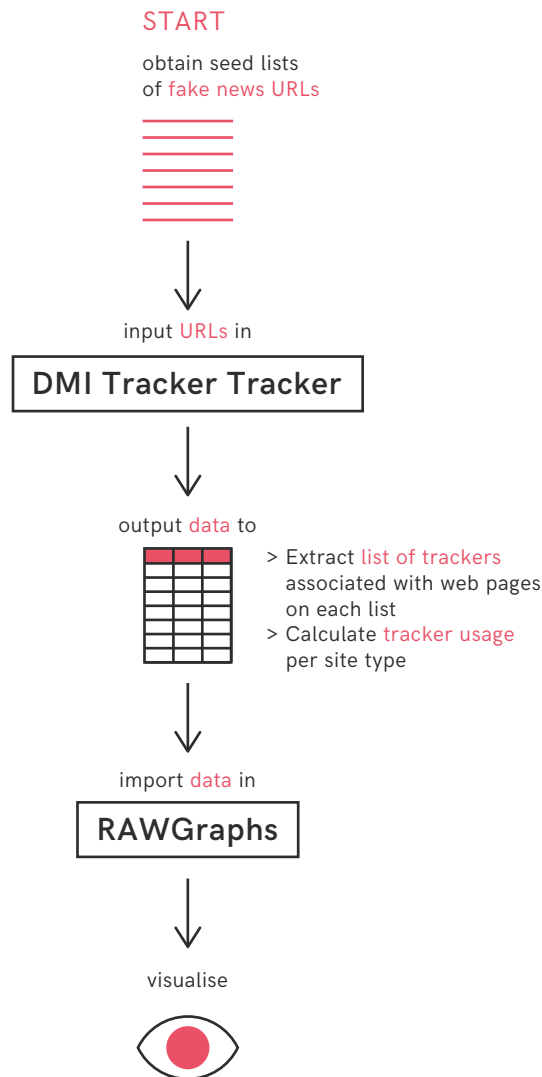 START
obtain seed lists
of fake news URLs
input URLs in
DMI Tracker Tracker
output data to
> Extract list of trackers
associated with web pages
on each list
> Calculate tracker usage
per site type
import data in
RAWGraphs
visualise